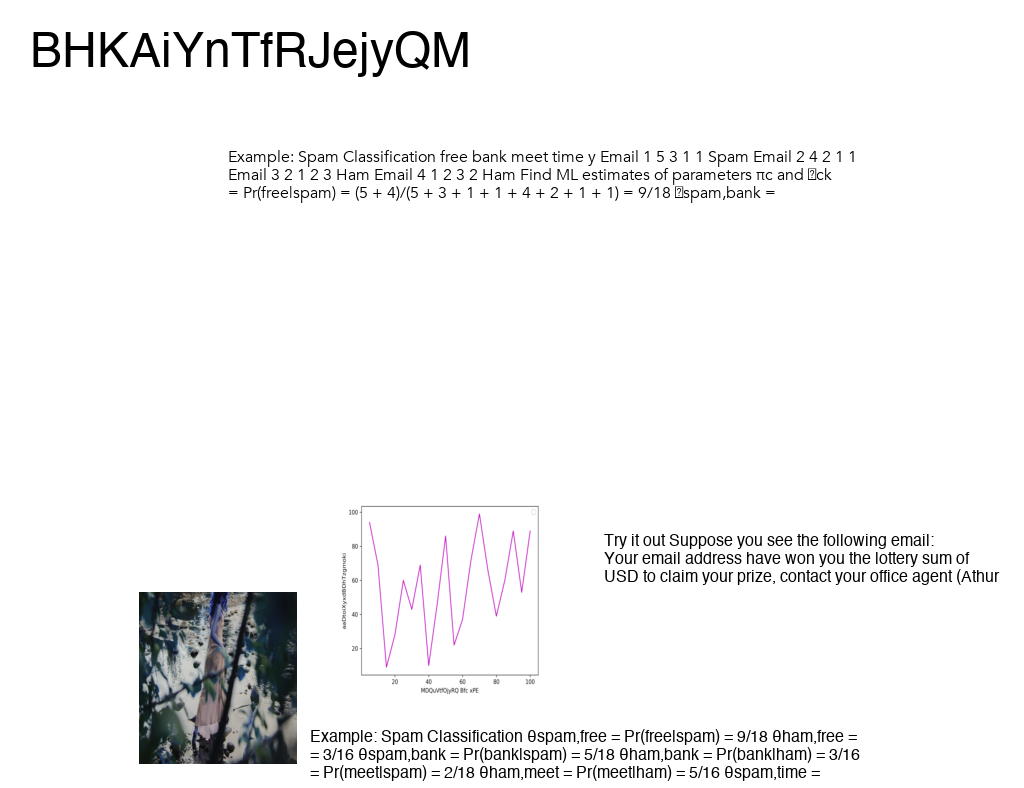 BHKAiYnTfRJejyQM
Example: Spam Classification free bank meet time y Email 1 5 3 1 1 Spam Email 2 4 2 1 1
Email 3 2 1 2 3 Ham Email 4 1 2 3 2 Ham Find ML estimates of parameters πc and ck
= Pr(free|spam) = (5 + 4)/(5 + 3 + 1 + 1 + 4 + 2 + 1 + 1) = 9/18 spam,bank =
100
80
60
40
20
20 40 60 80 100
Try it out Suppose you see the following email:
Your email address have won you the lottery sum of
USD to claim your prize, contact your office agent (Athur
Example: Spam Classification θspam,free = Pr(free|spam) = 9/18 θham,free =
= 3/16 θspam,bank = Pr(bank|spam) = 5/18 θham,bank = Pr(bank|ham) = 3/16
= Pr(meet|spam) = 2/18 θham,meet = Pr(meet|ham) = 5/16 θspam,time =